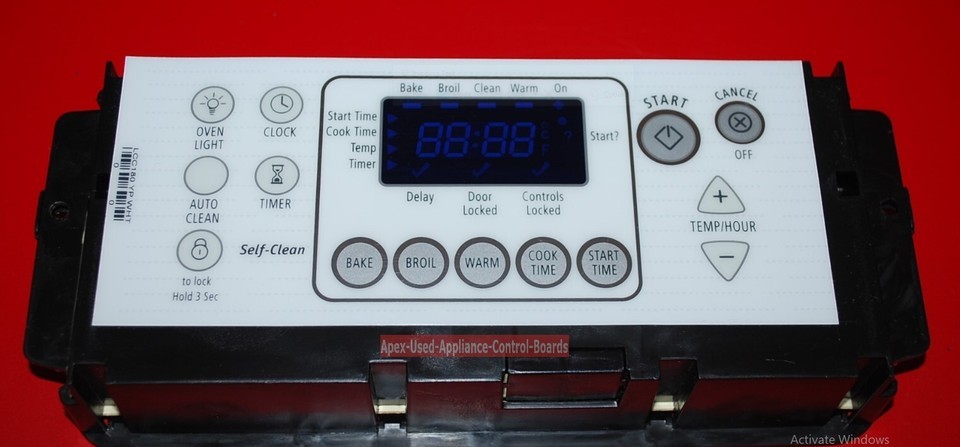 Bake Broil Clean Warm On
Start Time
Cook Time
Temp
Timer
88:88
Start?
Delay
Door
Locked
Controls
Locked
OVEN
LIGHT
CLOCK
AUTO
CLEAN
TIMER
Self-Clean
to lock
Hold 3 Sec
BAKE
BROIL
WARM
COOK
TIME
START
TIME
START
CANCEL
OFF
+
TEMP/HOUR
−
LCC180 YP.WHT
Apex-Used-Appliance-Control-Boards
Activate Windows